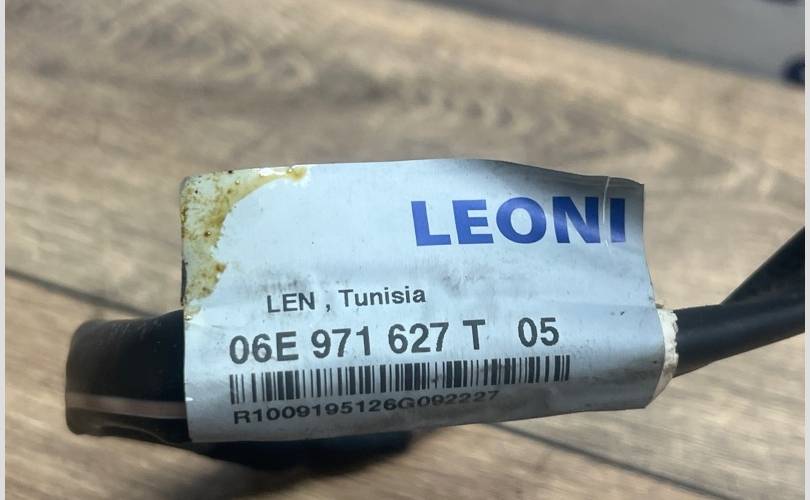 LEONI
LEN , Tunisia
06E 971 627 T 05
R1009195126G092227